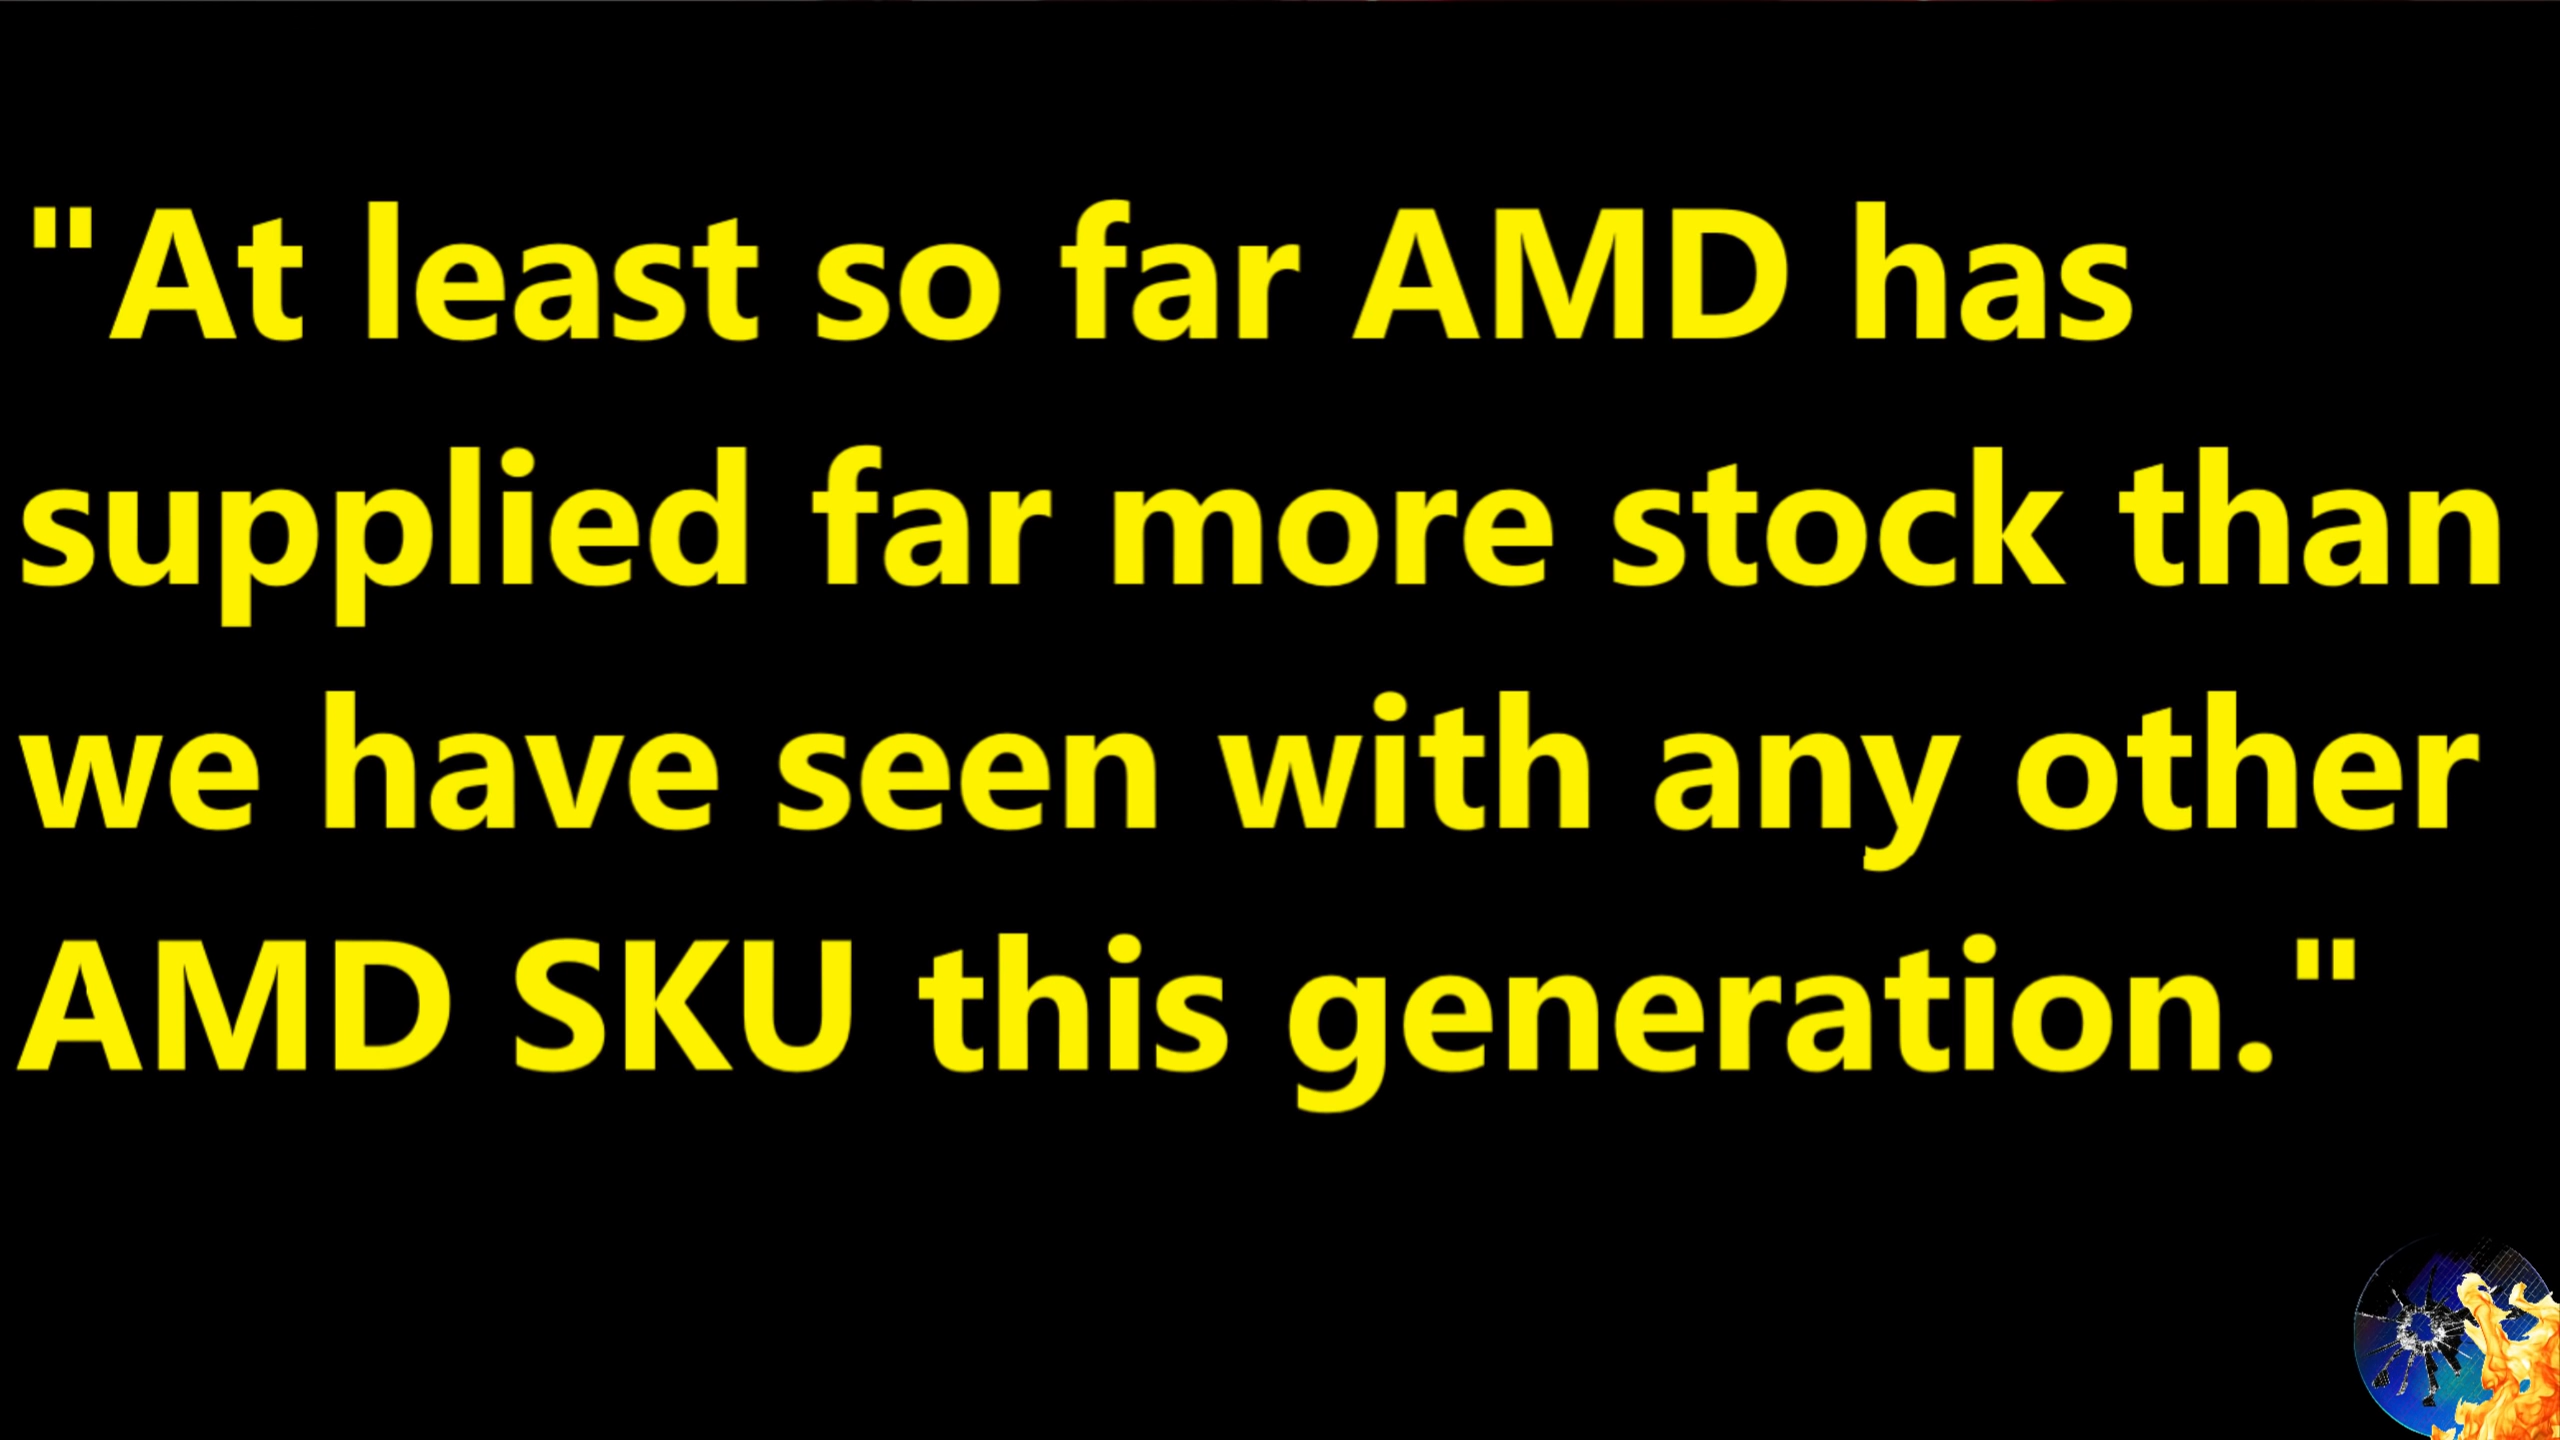 "At least so far AMD has
supplied far more stock than
we have seen with any other
AMD SKU this generation."